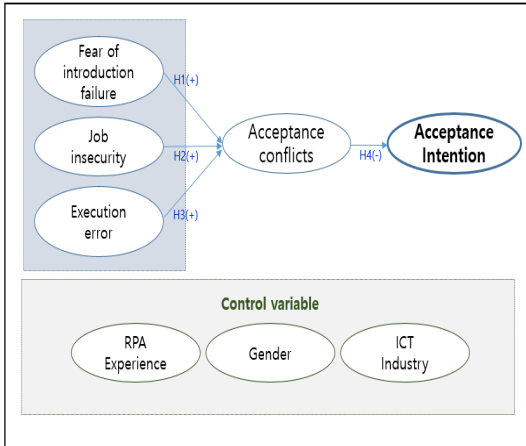 Fear of
introduction
failure
H1(+)
Job
insecurity
H2(+)
Execution
error
H3(+)
Acceptance
conflicts
H4(-)
Acceptance
Intention
Control variable
RPA
Experience
Gender
ICT
Industry